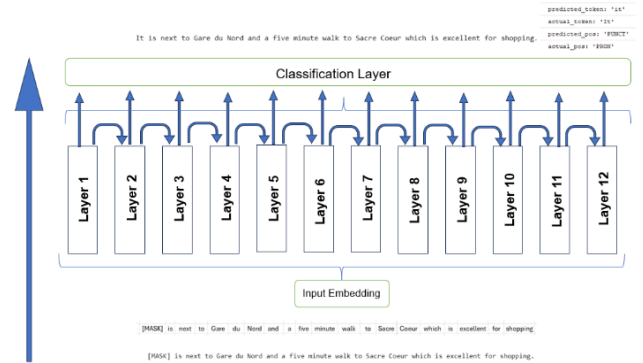 predicted_token: 'it'
actual_token: 'It'
predicted_pos: 'PUNCT'
actual_pos: 'PRON'
It is next to Gare du Nord and a five minute walk to Sacre Coeur which is excellent for shopping.
Classification Layer
Layer 1
Layer 2
Layer 3
Layer 4
Layer 5
Layer 6
Layer 7
Layer 8
Layer 9
Layer 10
Layer 11
Layer 12
Input Embedding
[MASK] is next to Gare du Nord and a five minute walk to Sacre Coeur which is excellent for shopping
[MASK] is next to Gare du Nord and a five minute walk to Sacre Coeur which is excellent for shopping.